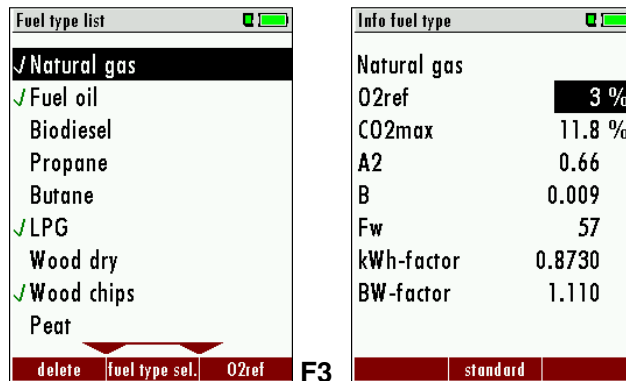 Fuel type list
√ Natural gas
√ Fuel oil
Biodiesel
Propane
Butane
√ LPG
Wood dry
√ Wood chips
Peat
delete fuel type sel. O2ref
F3
Info fuel type
Natural gas
O2ref 3 %
CO2max 11.8 %
A2 0.66
B 0.009
Fw 57
kWh-factor 0.8730
BW-factor 1.110
standard